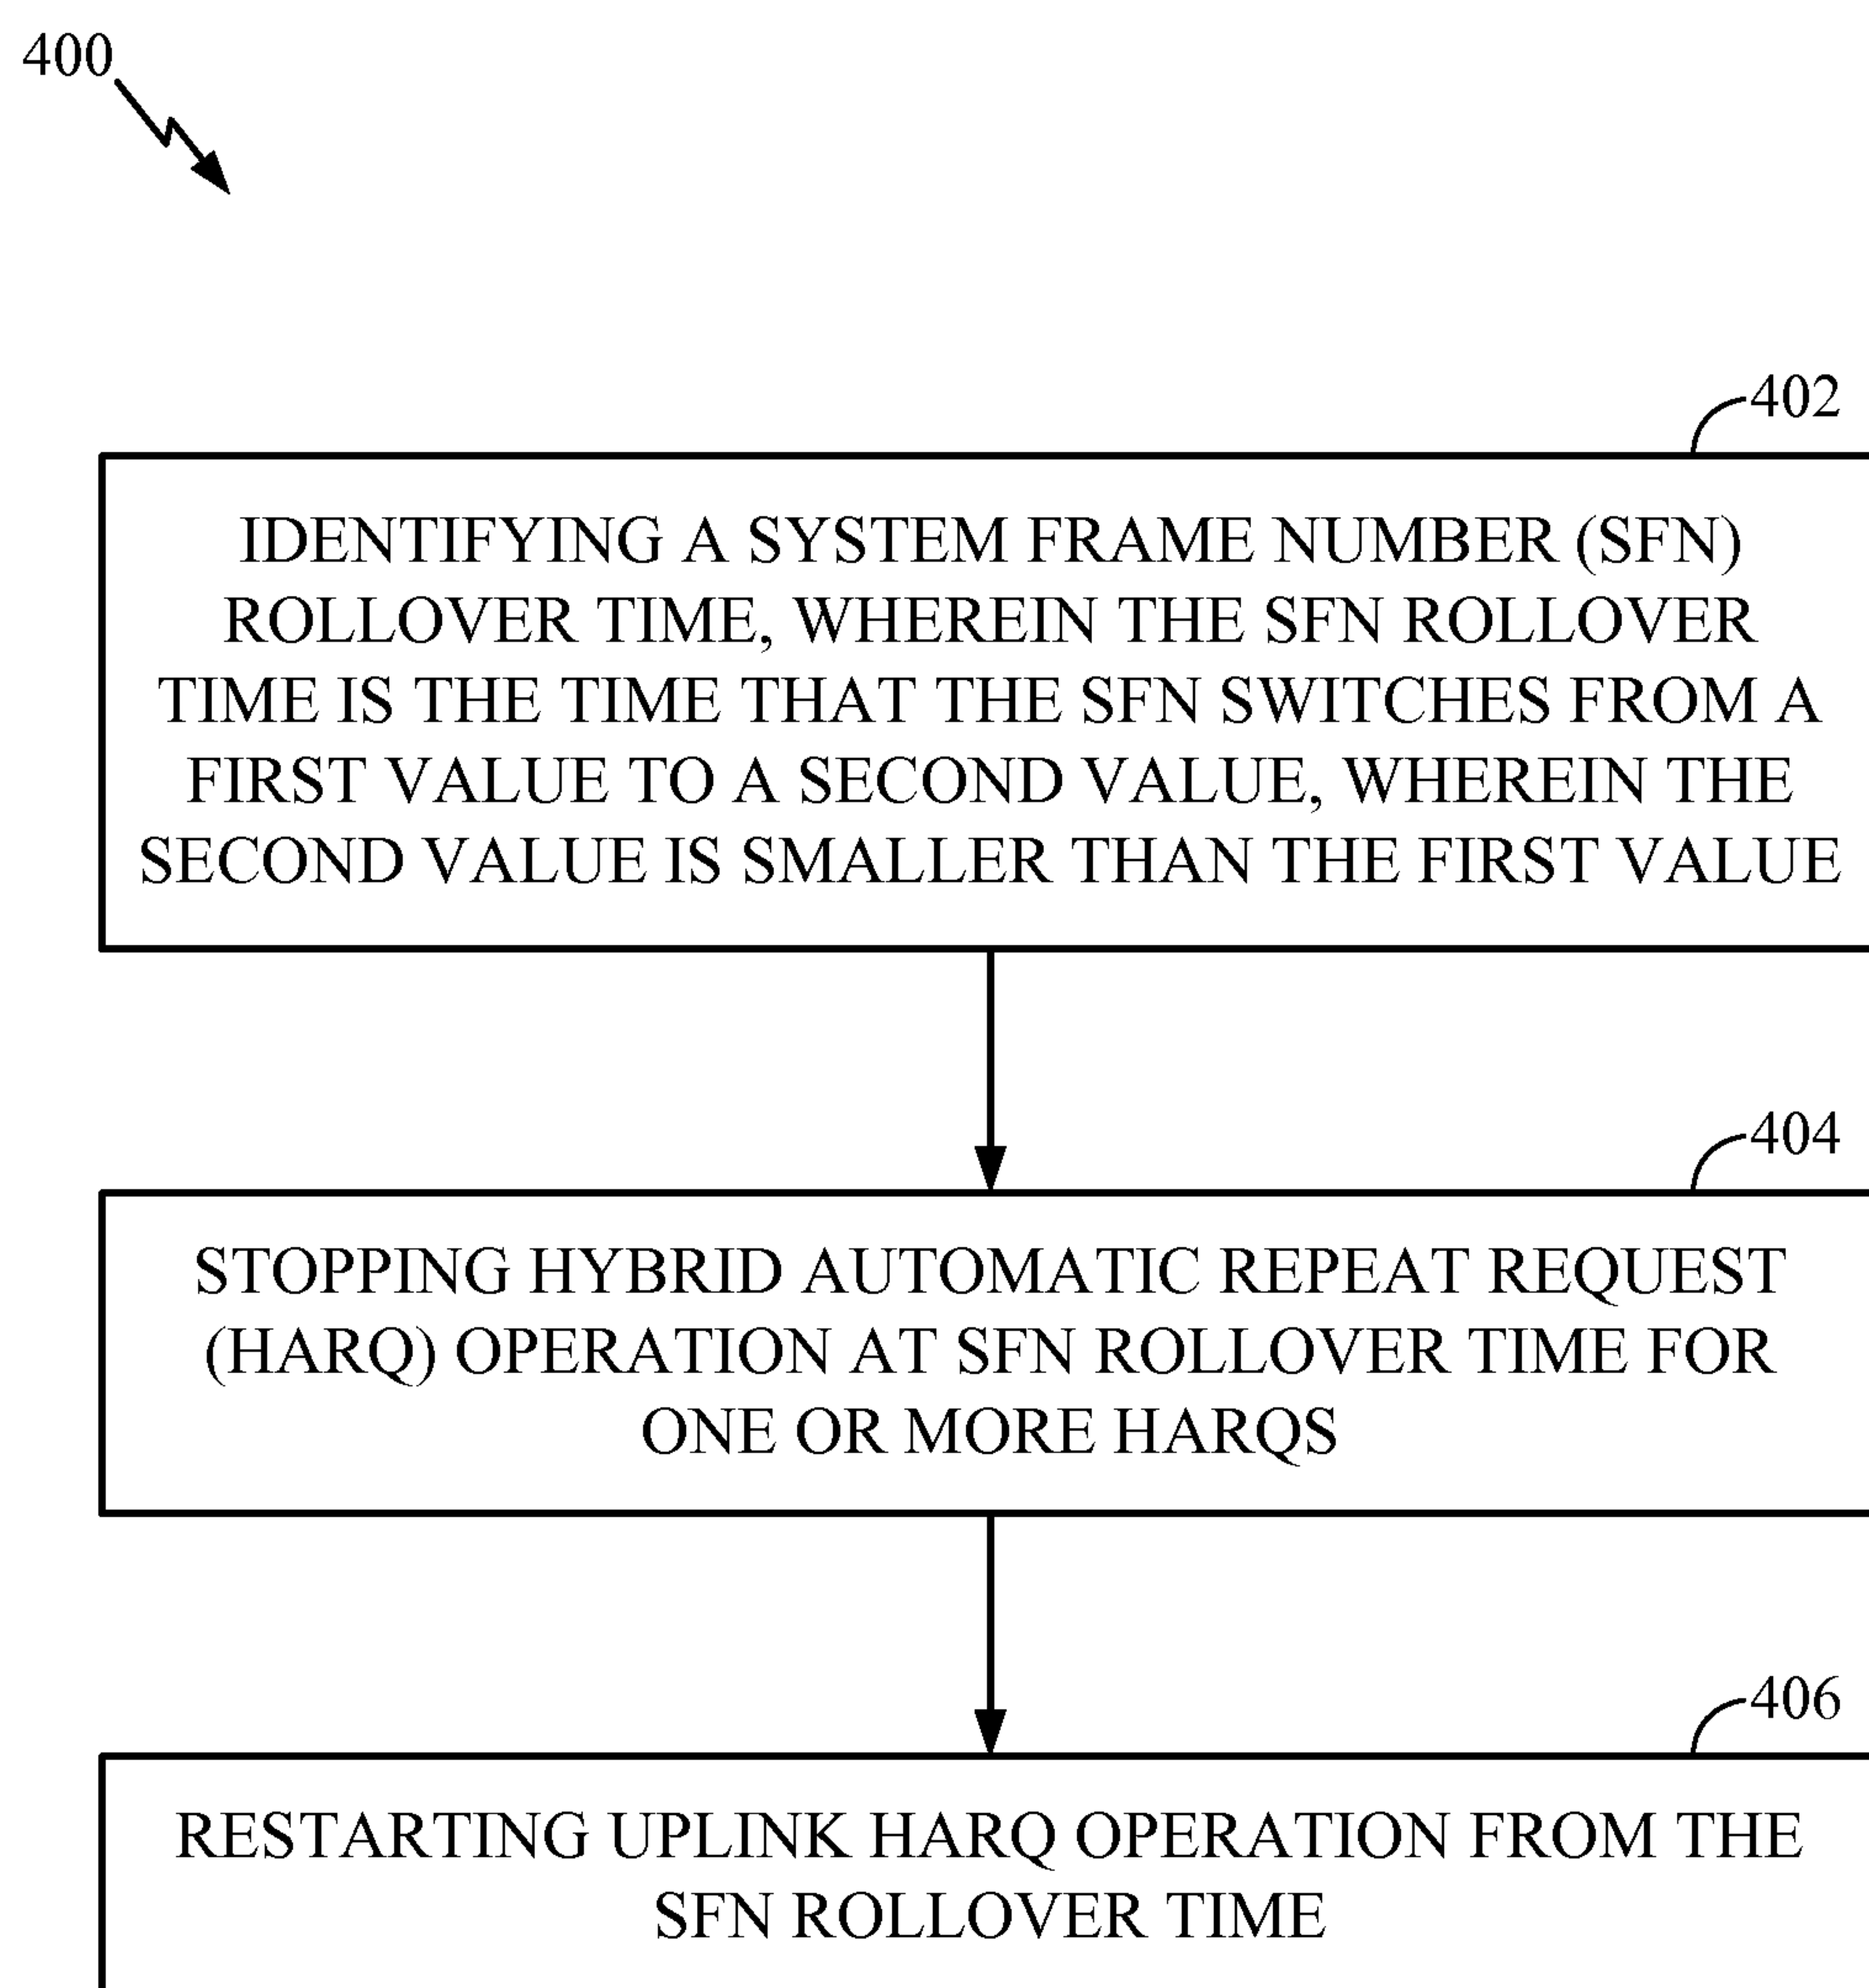 400
402
IDENTIFYING A SYSTEM FRAME NUMBER (SFN)
ROLLOVER TIME, WHEREIN THE SFN ROLLOVER
TIME IS THE TIME THAT THE SFN SWITCHES FROM A
FIRST VALUE TO A SECOND VALUE, WHEREIN THE
SECOND VALUE IS SMALLER THAN THE FIRST VALUE
404
STOPPING HYBRID AUTOMATIC REPEAT REQUEST
(HARQ) OPERATION AT SFN ROLLOVER TIME FOR
ONE OR MORE HARQS
406
RESTARTING UPLINK HARQ OPERATION FROM THE
SFN ROLLOVER TIME